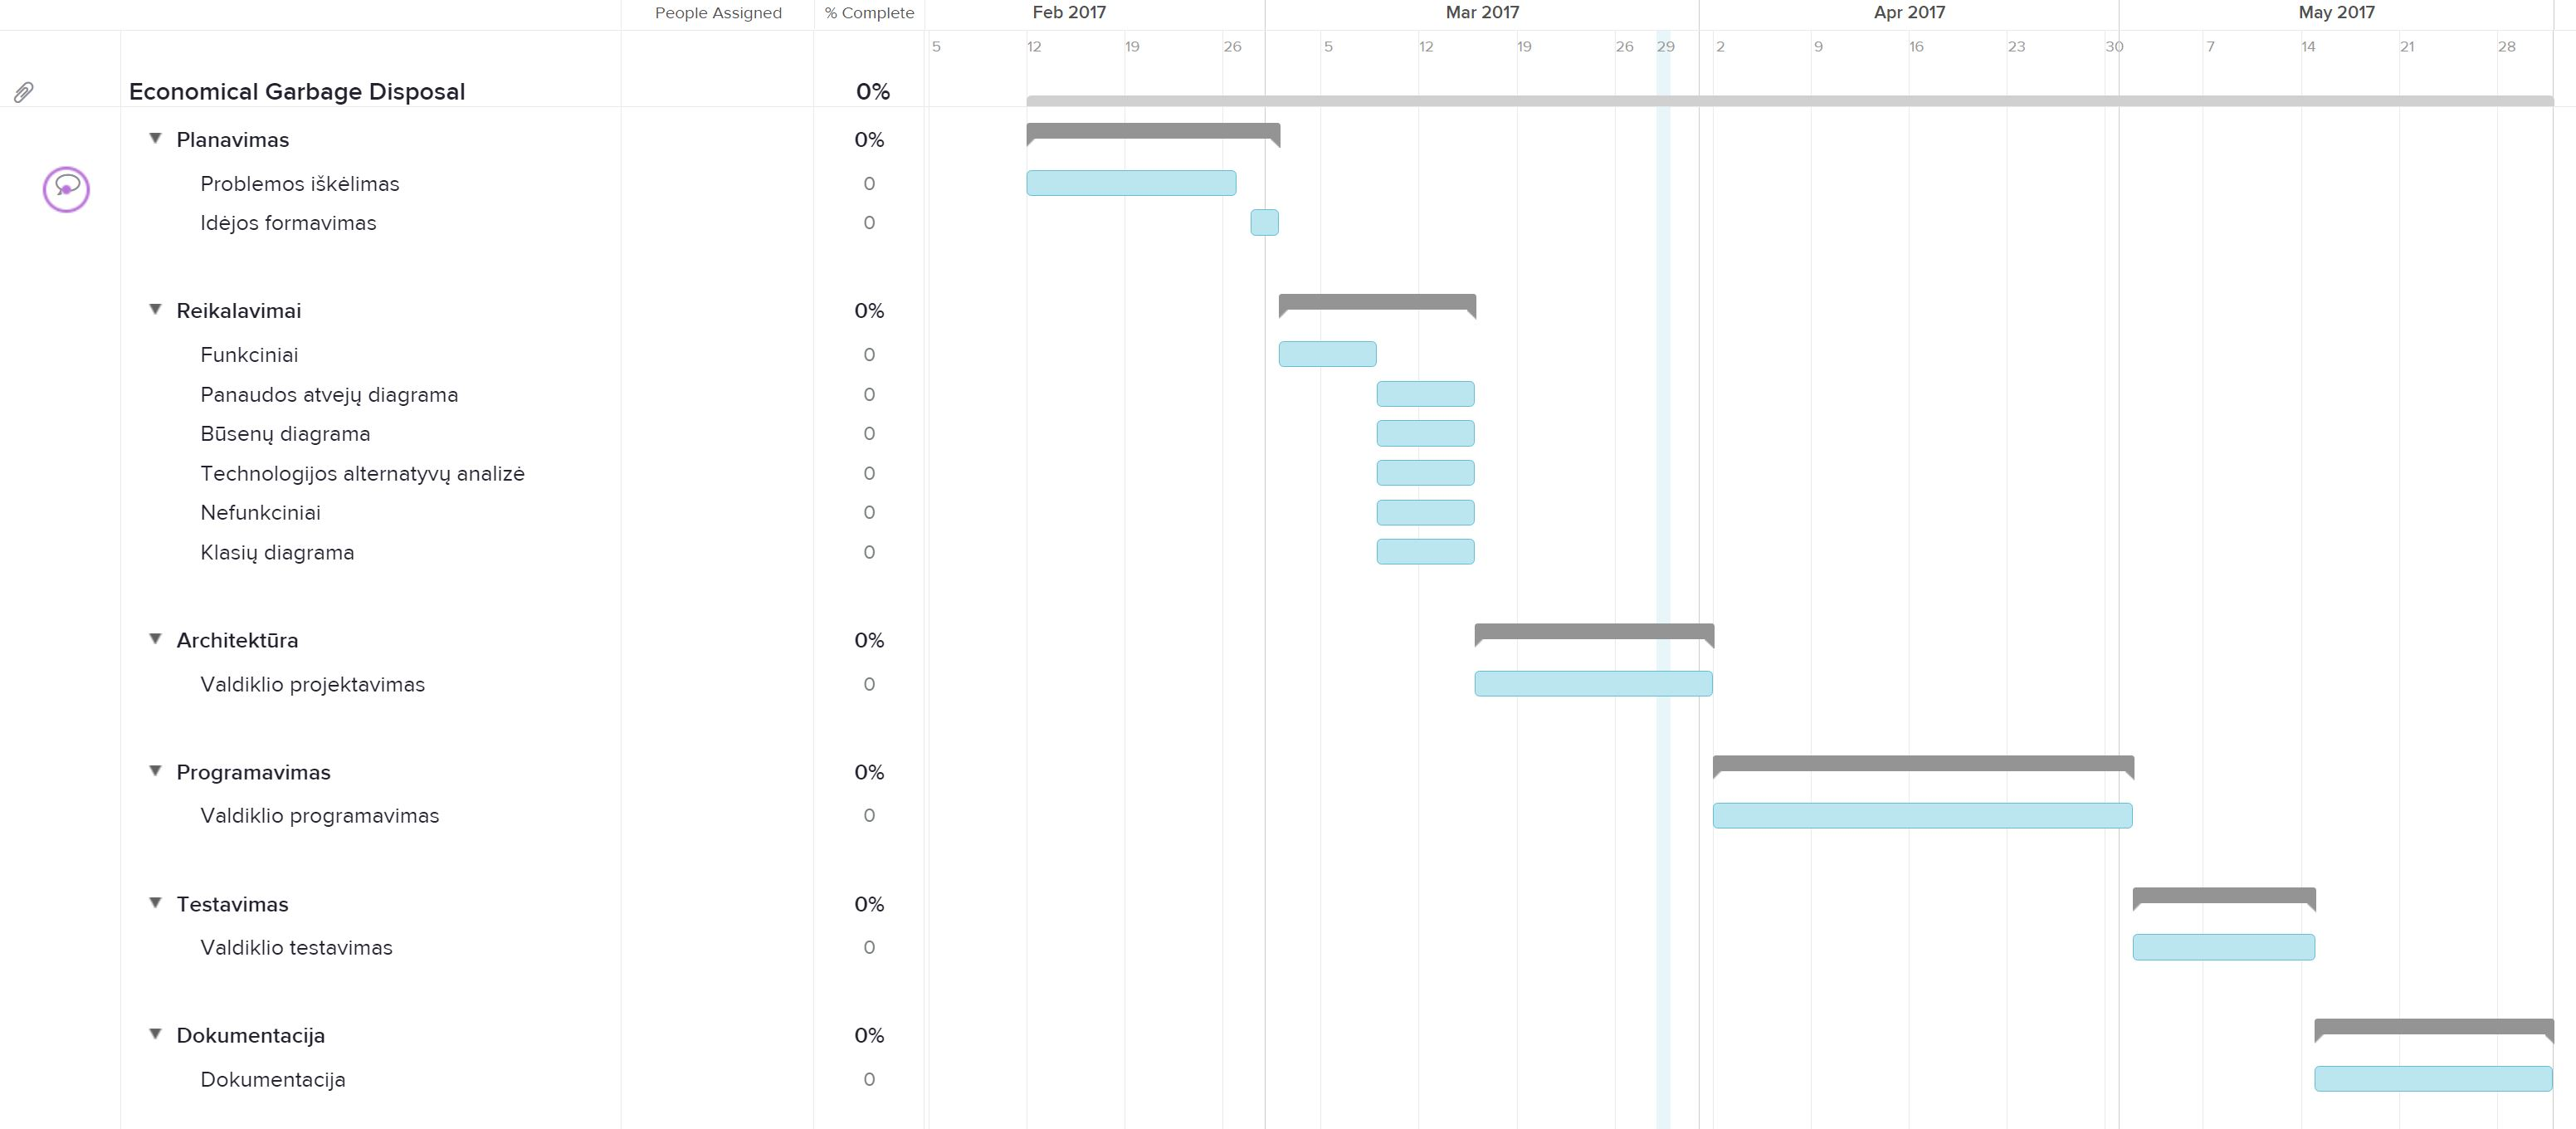 People Assigned % Complete Feb 2017 Mar 2017 Apr 2017 May 2017
5 12 19 26 5 12 19 26 29 2 9 16 23 30 7 14 21 28
Economical Garbage Disposal 0%
Planavimas 0%
Problemos iškėlimas 0
Idėjos formavimas 0
Reikalavimai 0%
Funkciniai 0
Panaudos atvejų diagrama 0
Būsenų diagrama 0
Technologijos alternatyvų analizė 0
Nefunkciniai 0
Klasių diagrama 0
Architektūra 0%
Valdiklio projektavimas 0
Programavimas 0%
Valdiklio programavimas 0
Testavimas 0%
Valdiklio testavimas 0
Dokumentacija 0%
Dokumentacija 0